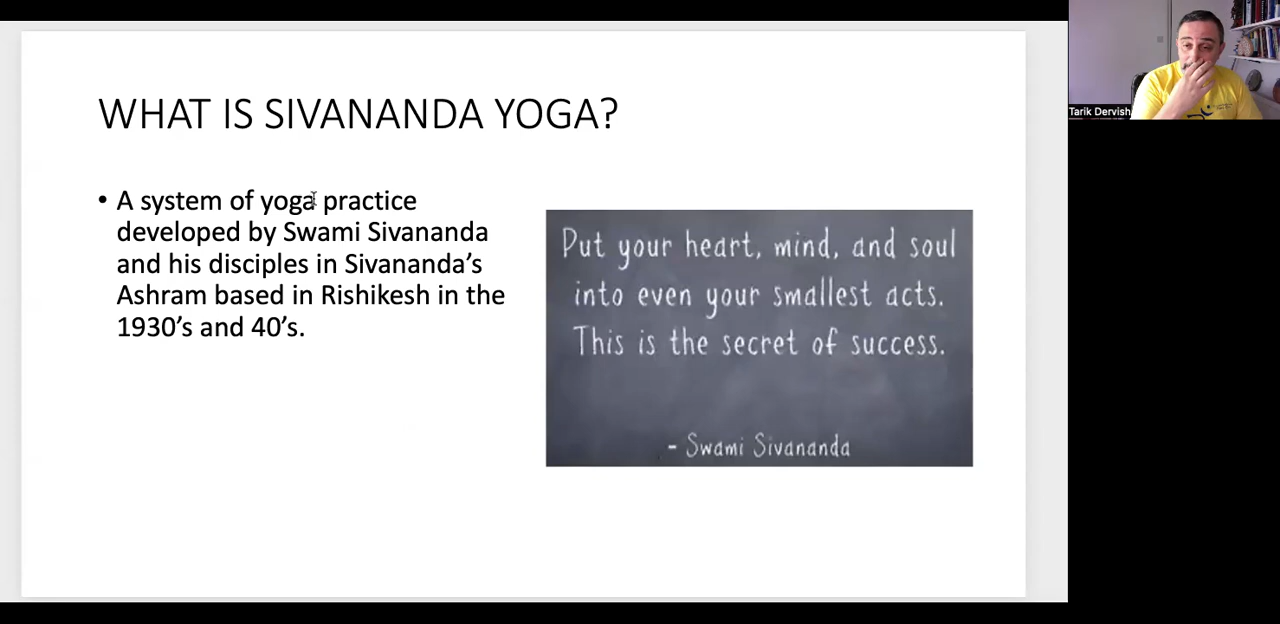 WHAT IS SIVANANDA YOGA?
• A system of yoga practice
developed by Swami Sivananda
and his disciples in Sivananda’s
Ashram based in Rishikesh in the
1930’s and 40’s.
Put your heart, mind, and soul
into even your smallest acts.
This is the secret of success.
- Swami Sivananda
Tarik Dervish